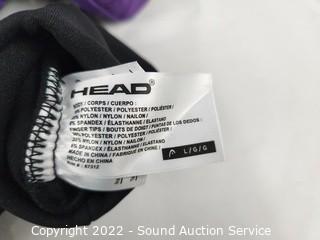 HEAD
BODY / CORPS / CUERPO :
POLYESTER / POLYESTER / POLIÉSTER
NYLON / NYLON / NAILON /
SPANDEX / ÉLASTHANNE / ELASTANO
FINGER TIPS / BOUTS DE DOIGT / PUNTAS DE LOS DEDOS :
POLYESTER / POLYESTER / POLIÉSTER
NYLON / NYLON / NAILON /
SPANDEX / ÉLASTHANNE / ELASTANO
MADE IN CHINA / FABRIQUÉ EN CHINE /
HECHO EN CHINA
L/G/G
Copyright 2022 - Sound Auction Service